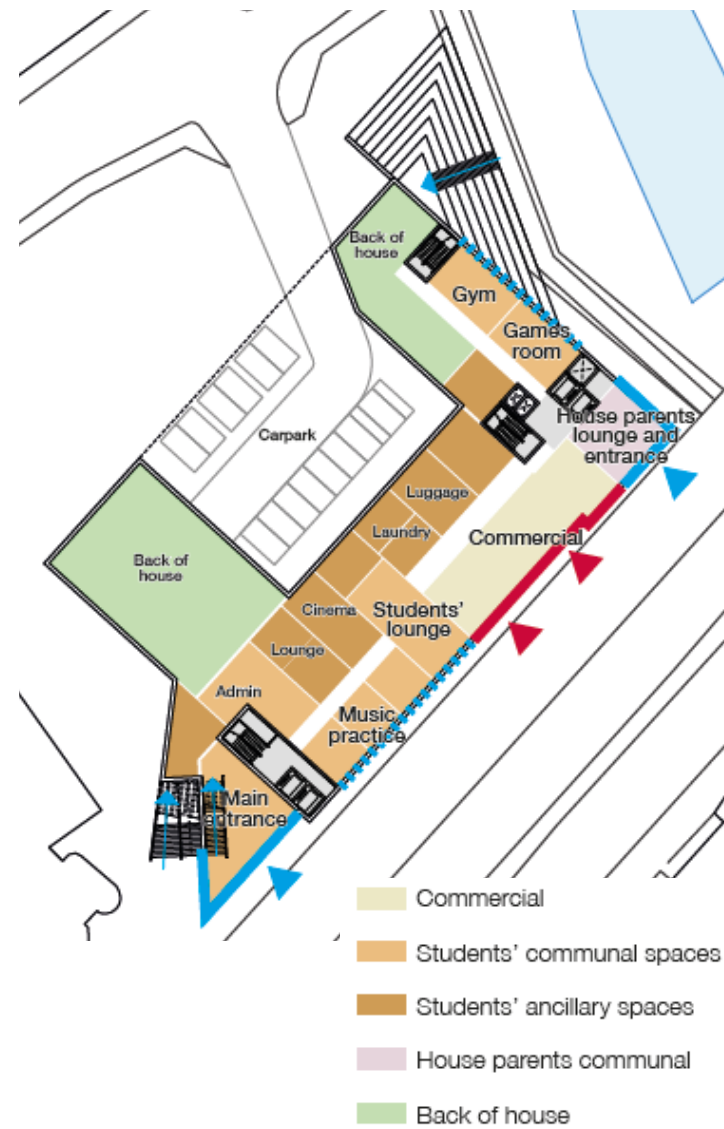 Back of
house
Gym
Games
room
House parents
lounge and
entrance
Carpark
Luggage
Laundry
Commercial
Back of
house
Cinema
Students'
lounge
Lounge
Admin
Music
practice
Main
entrance
Commercial
Students' communal spaces
Students' ancillary spaces
House parents communal
Back of house